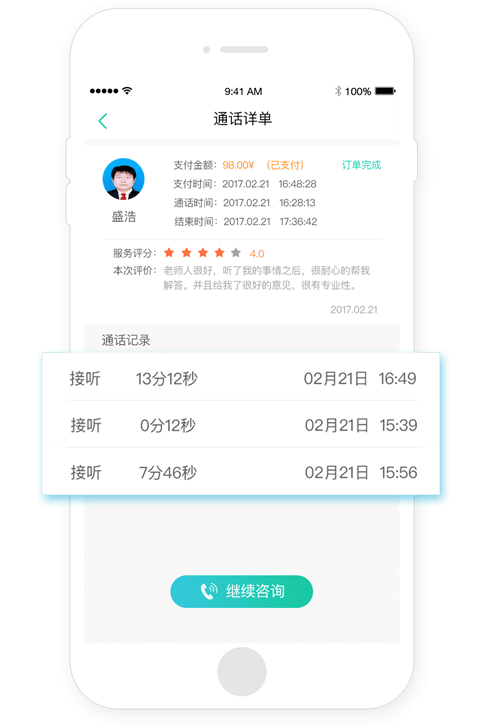 9:41 AM 100%
通话详单
支付金额：98.00¥ （已支付） 订单完成
支付时间：2017.02.21 16:48:28
通话时间：2017.02.21 16:28:13
结束时间：2017.02.21 17:36:42
盛浩
服务评分： 4.0
本次评价：老师人很好，听了我的事情之后，很耐心的帮我
解答。并且给我了很好的意见，很有专业性。
2017.02.21
通话记录
接听 13分12秒 02月21日 16:49
接听 0分12秒 02月21日 15:39
接听 7分46秒 02月21日 15:56
继续咨询